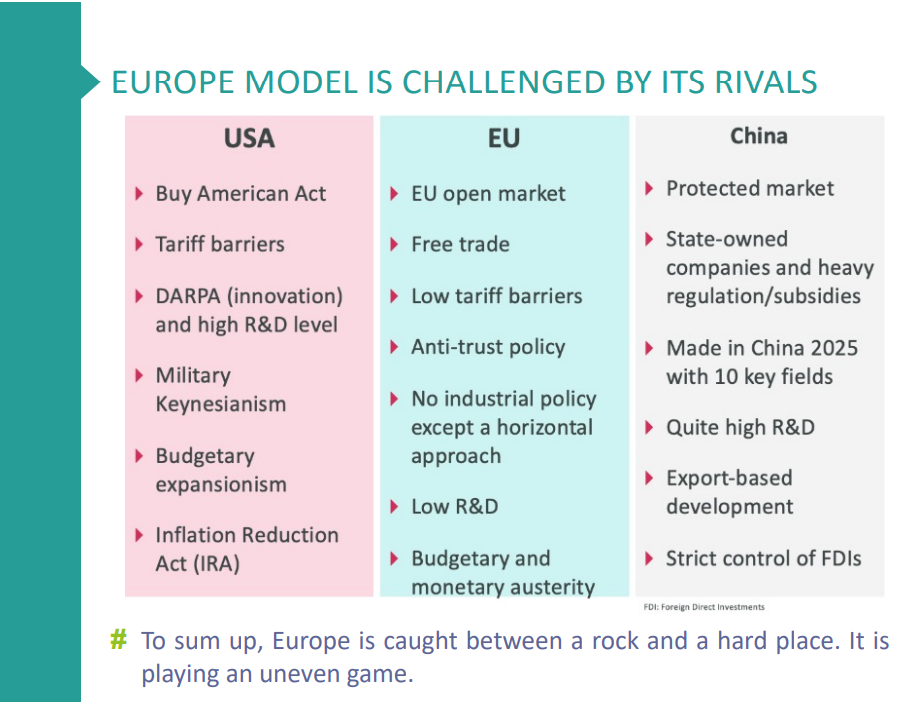 EUROPE MODEL IS CHALLENGED BY ITS RIVALS
USA
Buy American Act
Tariff barriers
DARPA (innovation)
and high R&D level
Military
Keynesianism
Budgetary
expansionism
Inflation Reduction
Act (IRA)
EU
EU open market
Free trade
Low tariff barriers
Anti-trust policy
No industrial policy
except a horizontal
approach
Low R&D
Budgetary and
monetary austerity
China
Protected market
State-owned
companies and heavy
regulation/subsidies
Made in China 2025
with 10 key fields
Quite high R&D
Export-based
development
Strict control of FDIs
FDI: Foreign Direct Investments
# To sum up, Europe is caught between a rock and a hard place. It is
playing an uneven game.